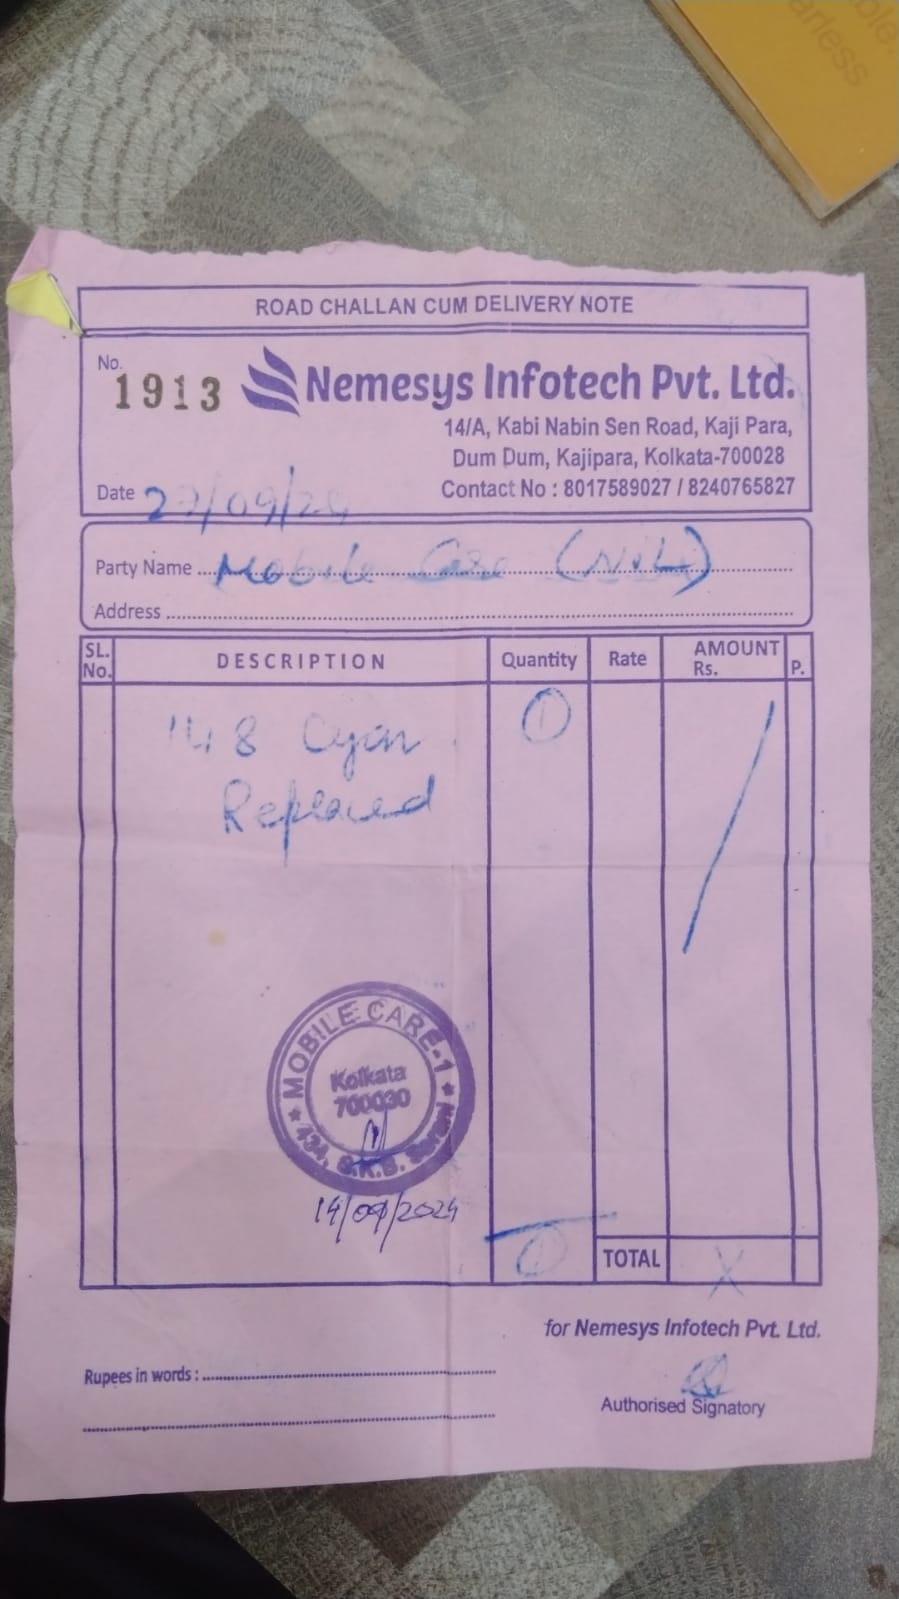 ROAD CHALLAN CUM DELIVERY NOTE
No.
1913
Nemesys Infotech Pvt. Ltd.
14/A, Kabi Nabin Sen Road, Kaji Para,
Dum Dum, Kajipara, Kolkata-700028
Contact No : 8017589027 / 8240765827
Date 27/09/24
Party Name Mobile Care
Address
SL. No. DESCRIPTION Quantity Rate AMOUNT Rs. P.
148 Cyan 1
Replaced
MOBILE CARE-1
Kolkata
700030
434, S.K.B. Sarani
14/09/2024
1 TOTAL X
for Nemesys Infotech Pvt. Ltd.
Rupees in words :
Authorised Signatory